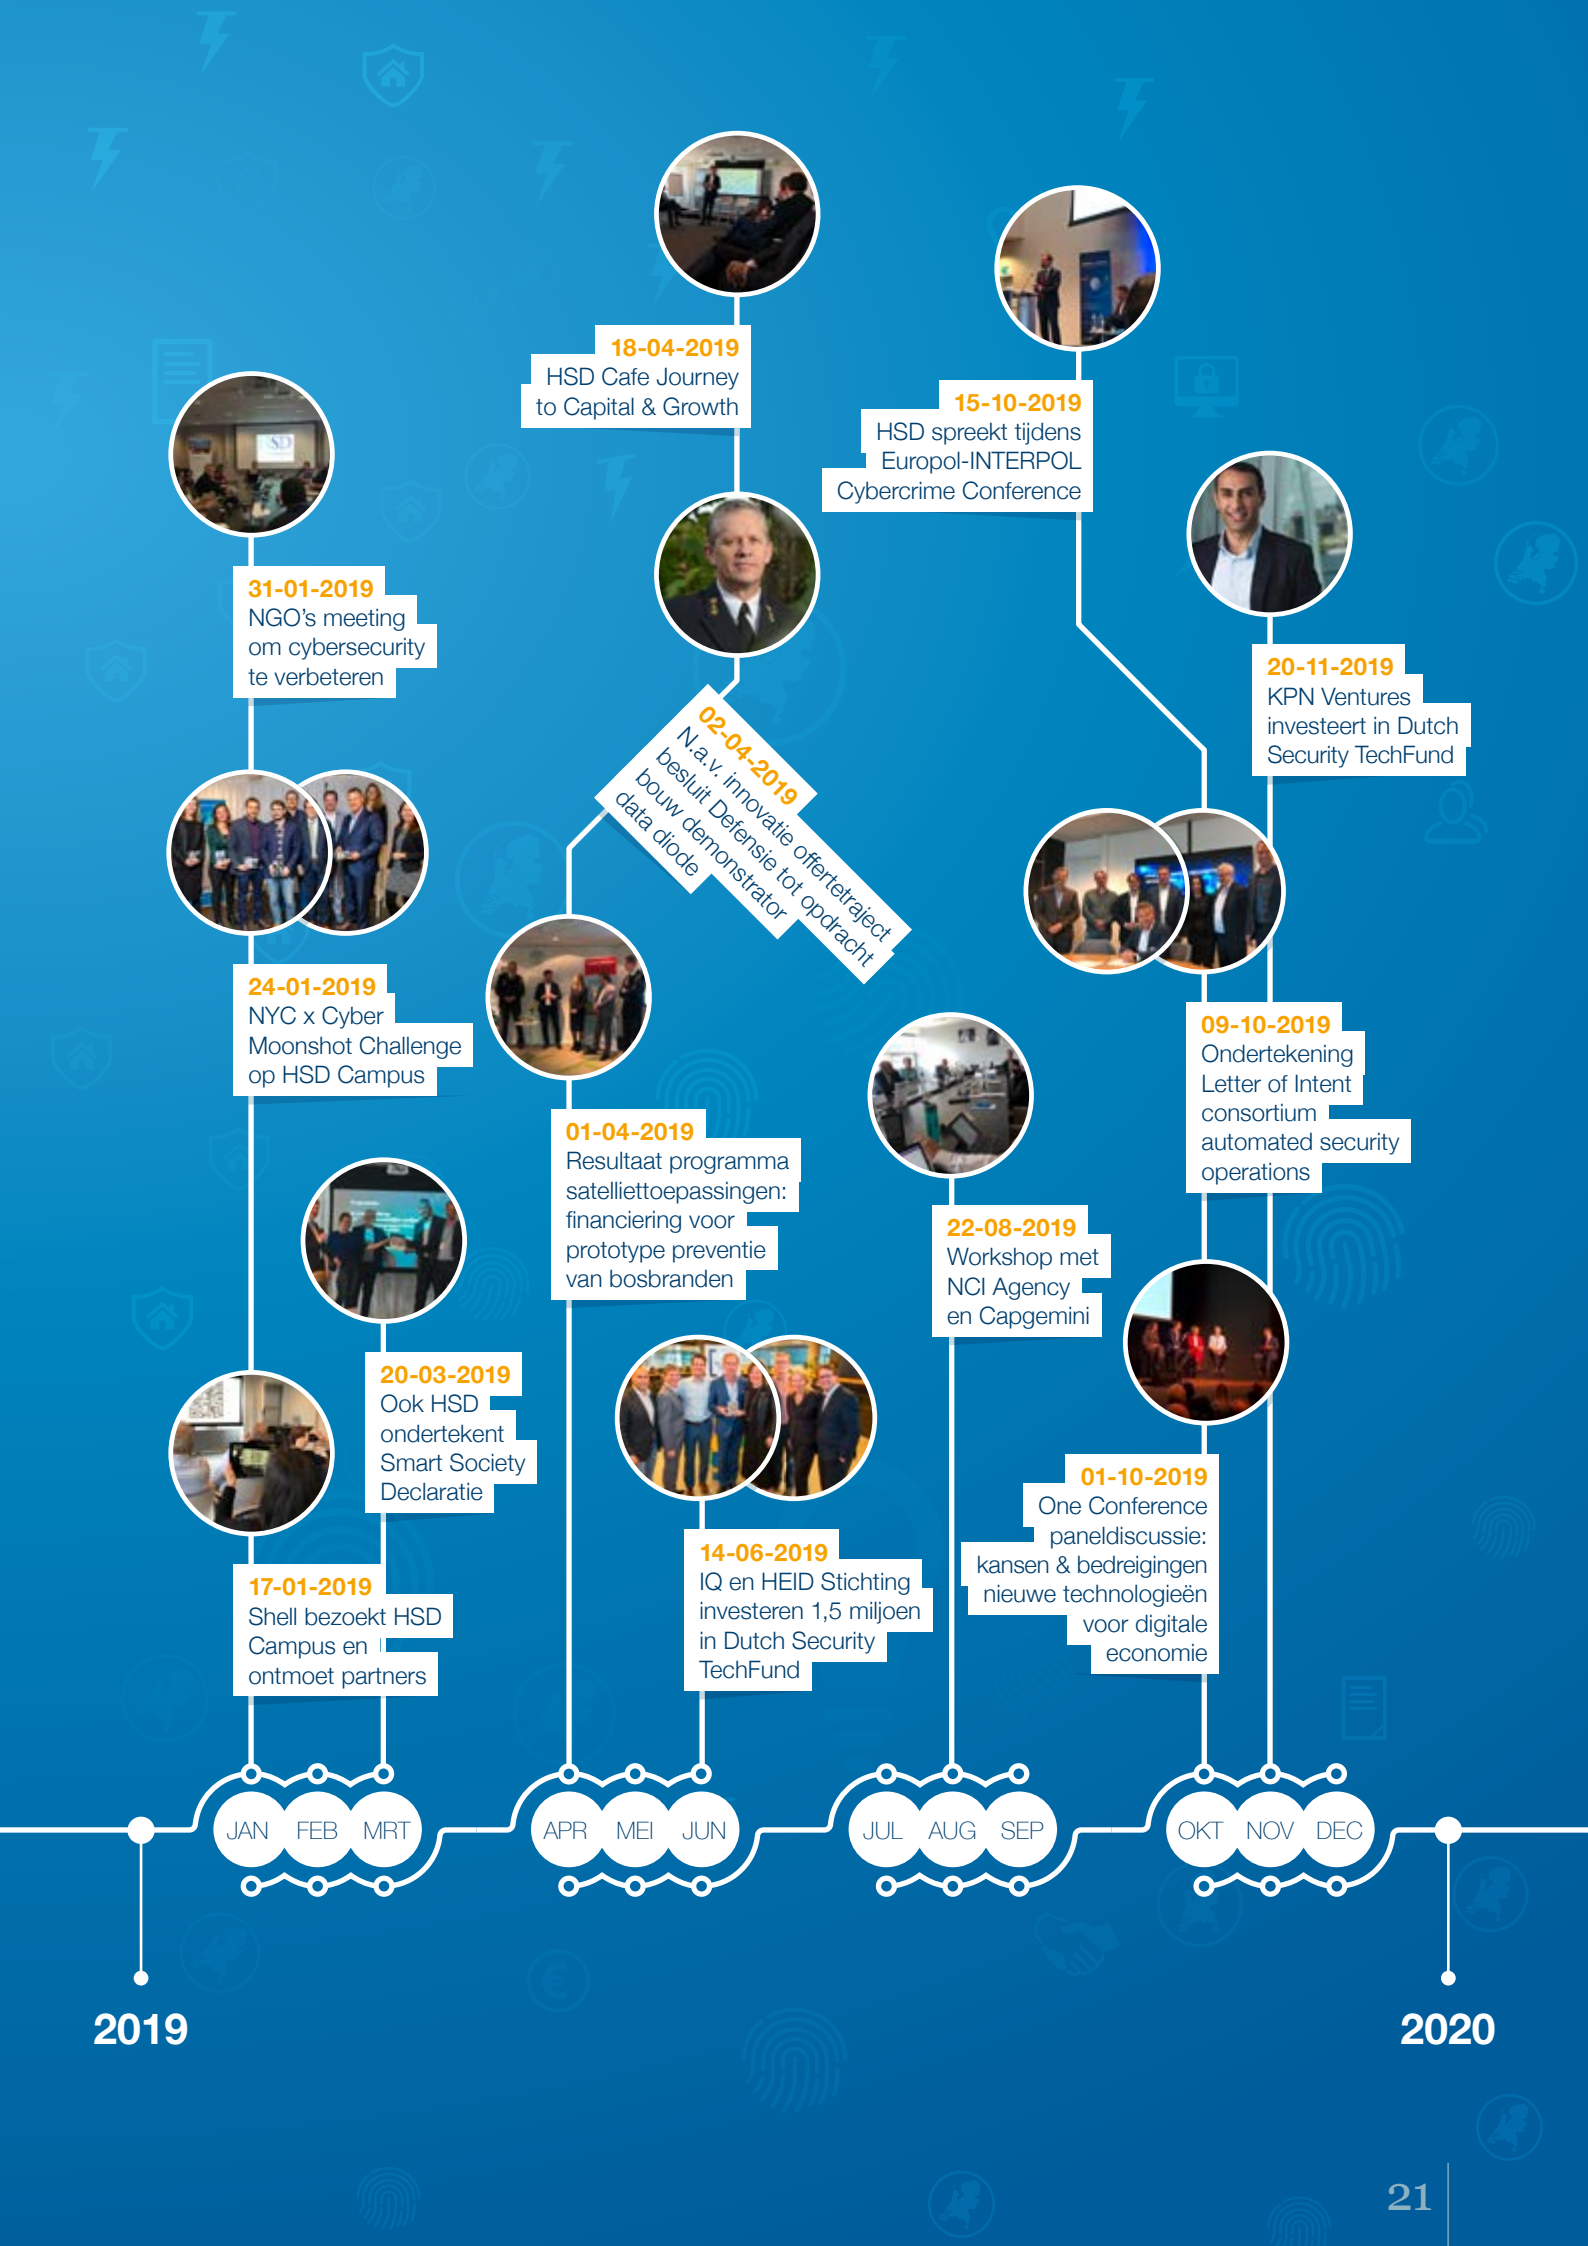 18-04-2019
HSD Cafe Journey
to Capital & Growth
15-10-2019
HSD spreekt tijdens
Europol-INTERPOL
Cybercrime Conference
31-01-2019
NGO's meeting
om cybersecurity
te verbeteren
20-11-2019
KPN Ventures
investeert in Dutch
Security TechFund
02-04-2019
N.a.v. innovatie offertetraject
besluit Defensie tot opdracht
bouw demonstrator
data diode
24-01-2019
NYC x Cyber
Moonshot Challenge
op HSD Campus
09-10-2019
Ondertekening
Letter of Intent
consortium
automated security
operations
01-04-2019
Resultaat programma
satelliettoepassingen:
financiering voor
prototype preventie
van bosbranden
22-08-2019
Workshop met
NCI Agency
en Capgemini
20-03-2019
Ook HSD
ondertekent
Smart Society
Declaratie
01-10-2019
One Conference
paneldiscussie:
kansen & bedreigingen
nieuwe technologieën
voor digitale
economie
14-06-2019
IQ en HEID Stichting
investeren 1,5 miljoen
in Dutch Security
TechFund
17-01-2019
Shell bezoekt HSD
Campus en
ontmoet partners
JAN FEB MRT APR MEI JUN JUL AUG SEP OKT NOV DEC
2019
2020
21